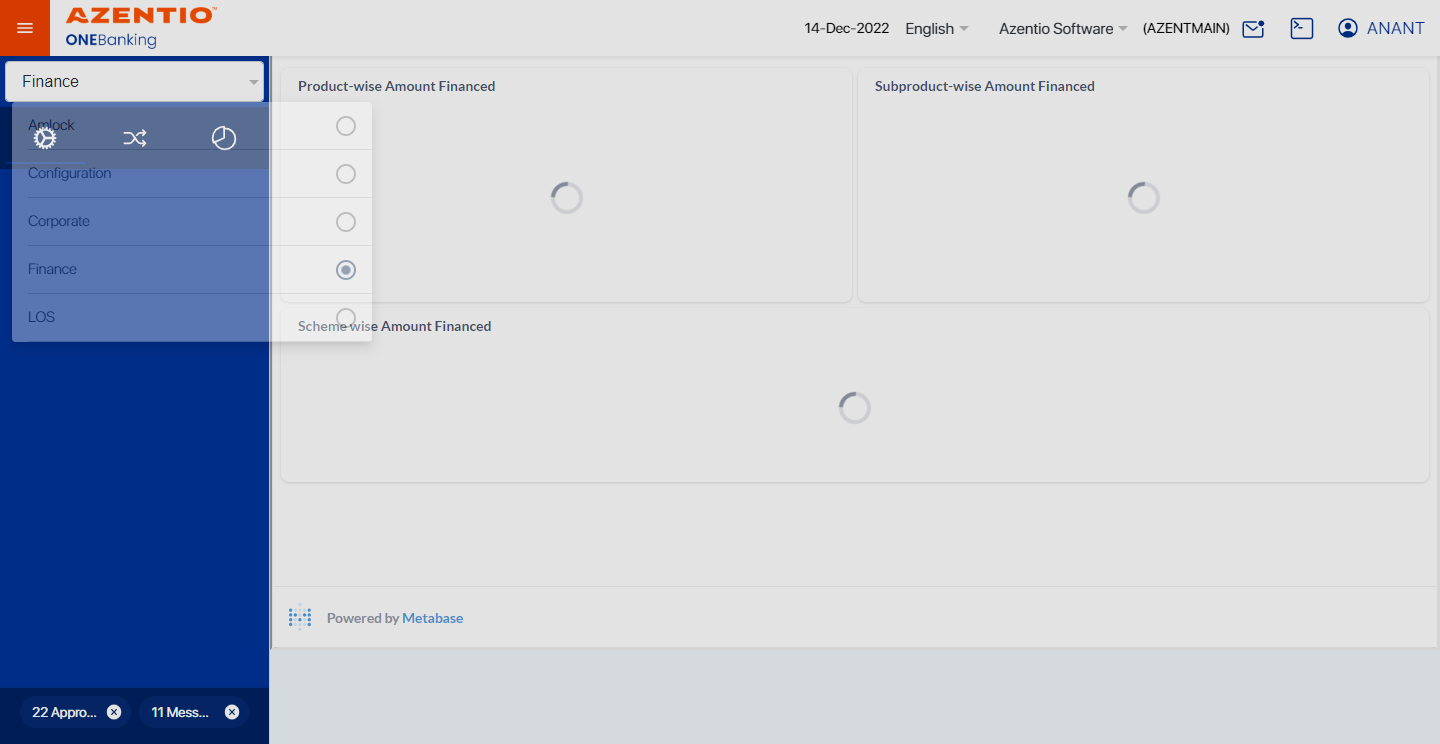 AZENTIO™
ONEBanking
14-Dec-2022
English
Azentio Software
(AZENTMAIN)
ANANT
Finance
Amlock
Configuration
Corporate
Finance
LOS
Product-wise Amount Financed
Subproduct-wise Amount Financed
Scheme wise Amount Financed
Powered by Metabase
22 Appro...
11 Mess...